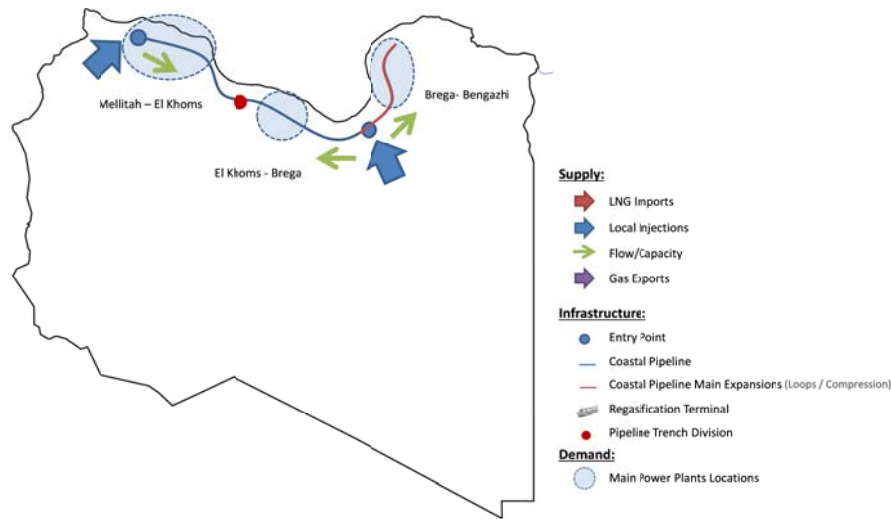 Mellitah – El Khoms
Brega- Bengazhi
El Khoms - Brega
Supply:
LNG Imports
Local Injections
Flow/Capacity
Gas Exports
Infrastructure:
Entry Point
Coastal Pipeline
Coastal Pipeline Main Expansions (Loops / Compression)
Regasification Terminal
Pipeline Trench Division
Demand:
Main Power Plants Locations